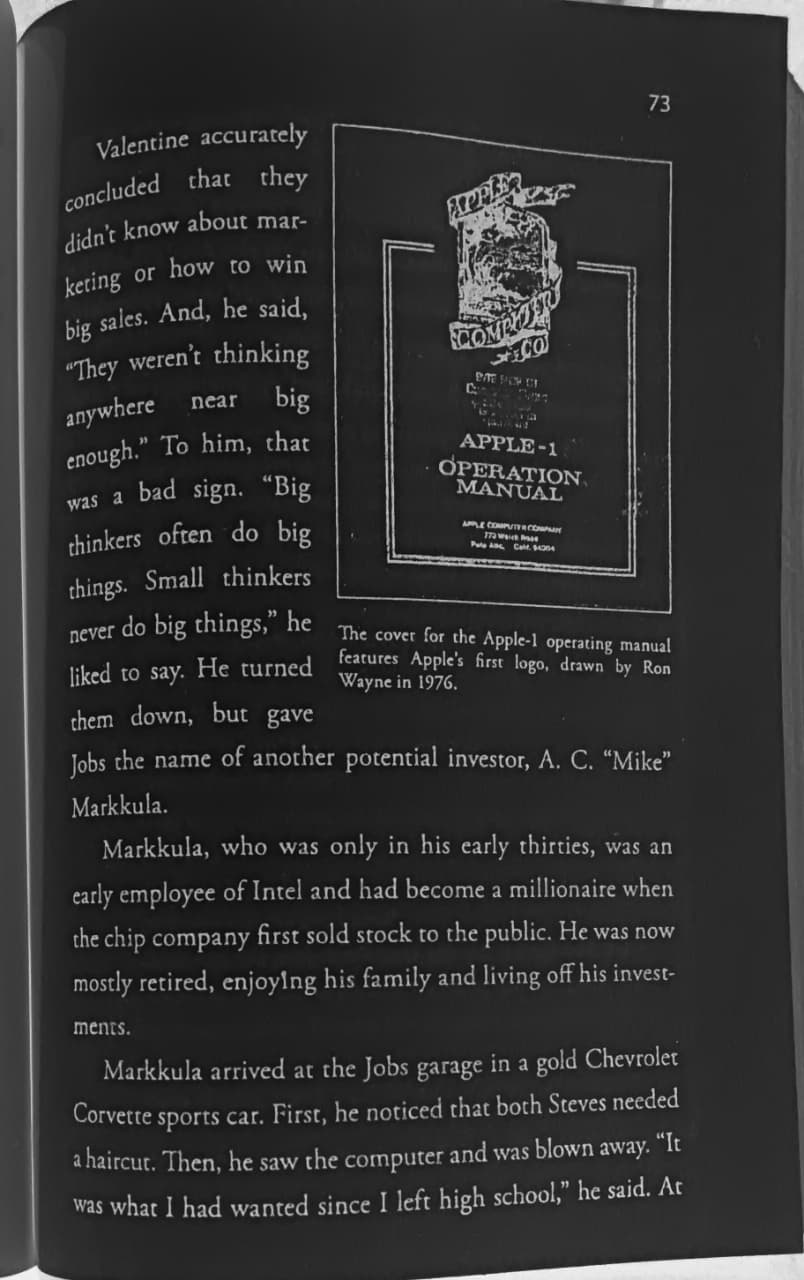 73
Valentine accurately
concluded that they
didn't know about mar-
keting or how to win
big sales. And, he said,
“They weren't thinking
anywhere near big
enough.” To him, that
was a bad sign. “Big
thinkers often do big
things. Small thinkers
never do big things,” he
liked to say. He turned
them down, but gave
APPLE
COMPUTER
CO
APPLE-1
OPERATION
MANUAL
APPLE COMPUTER COMPANY
Palo Alto, Calif. 94304
The cover for the Apple-1 operating manual
features Apple's first logo, drawn by Ron
Wayne in 1976.
Jobs the name of another potential investor, A. C. “Mike”
Markkula.
Markkula, who was only in his early thirties, was an
early employee of Intel and had become a millionaire when
the chip company first sold stock to the public. He was now
mostly retired, enjoying his family and living off his invest-
ments.
Markkula arrived at the Jobs garage in a gold Chevrolet
Corvette sports car. First, he noticed that both Steves needed
a haircut. Then, he saw the computer and was blown away. “It
was what I had wanted since I left high school,” he said. At